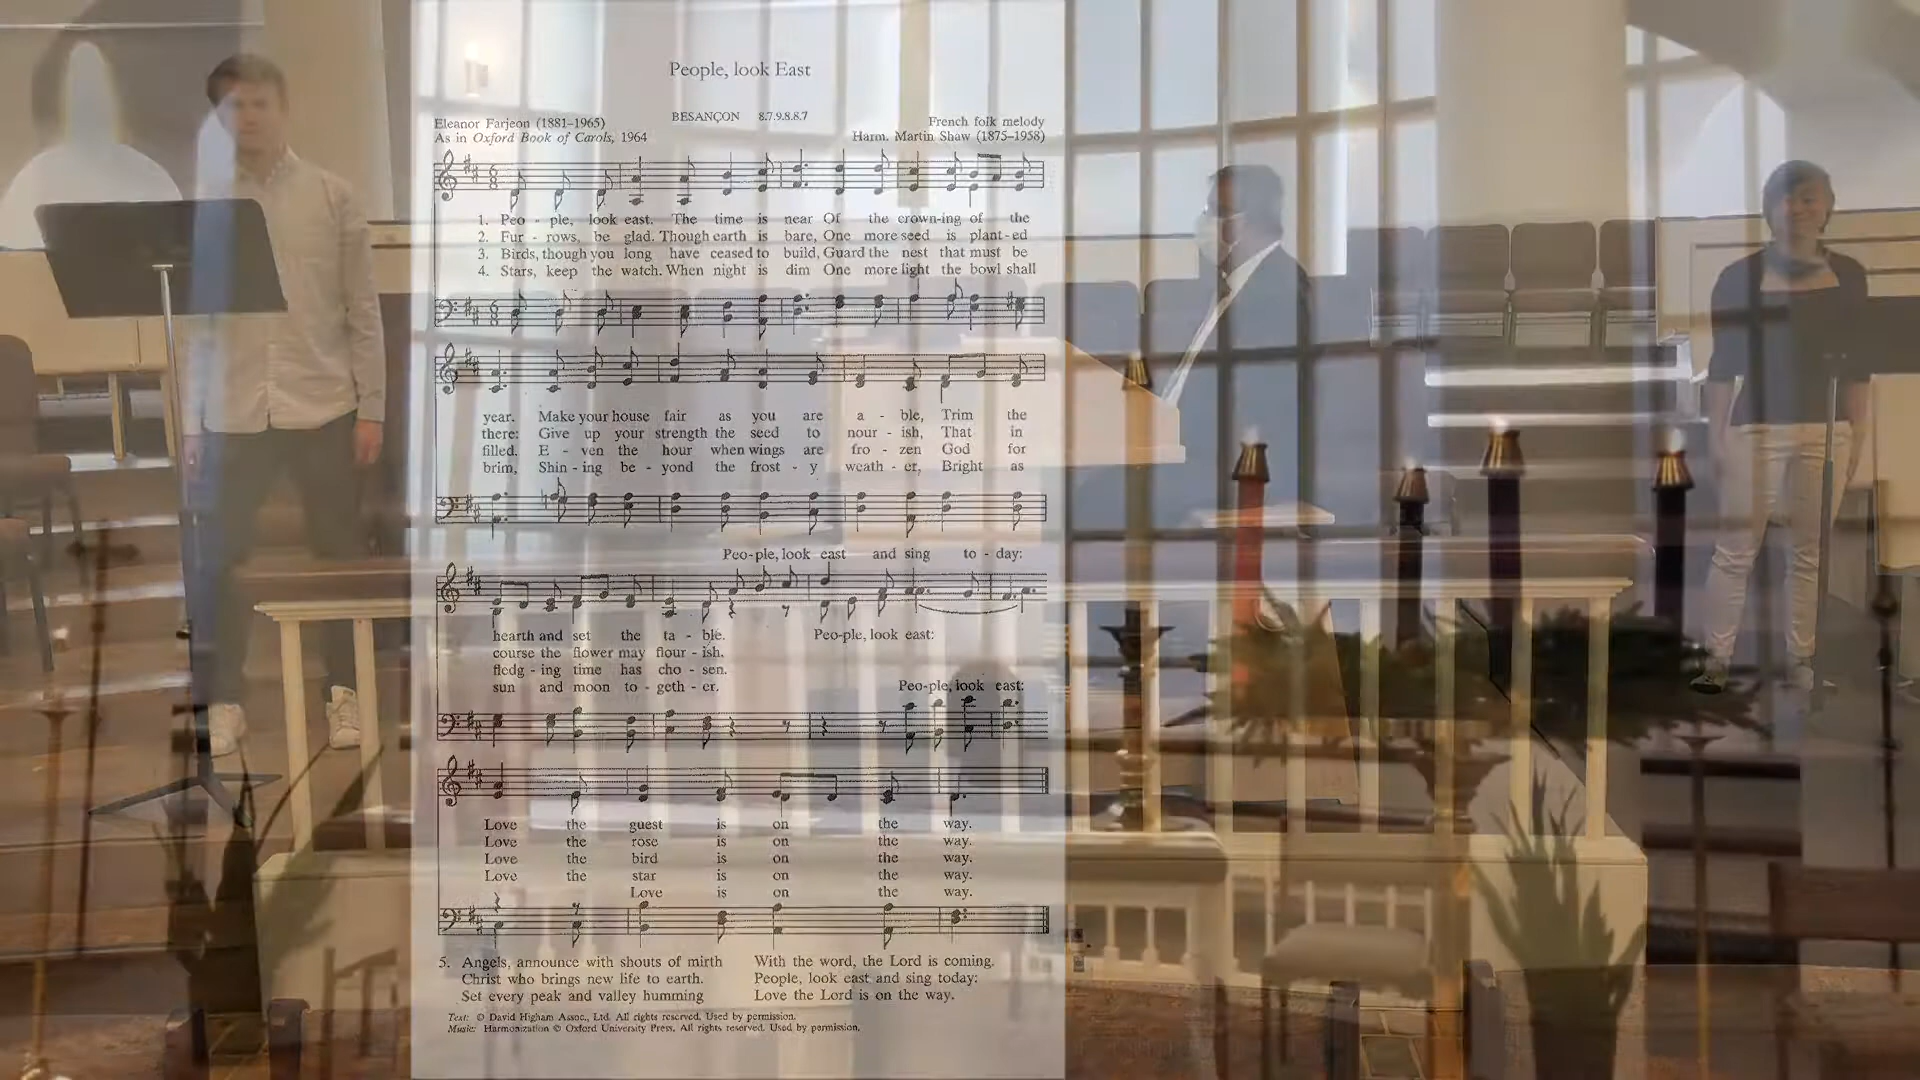 People, look East
Eleanor Farjeon (1881–1965)
As in Oxford Book of Carols, 1964
BESANÇON 8.7.9.8.8.7
French folk melody
Harm. Martin Shaw (1875–1958)
1. Peo - ple, look east. The time is near Of the crown-ing of the
2. Fur - rows, be glad. Though earth is bare, One more seed is plant-ed
3. Birds, though you long have ceased to build, Guard the nest that must be
4. Stars, keep the watch. When night is dim One more light the bowl shall
year. Make your house fair as you are a - ble, Trim the
there: Give up your strength the seed to nour - ish, That in
filled. E - ven the hour when wings are fro - zen God for
brim, Shin - ing be - yond the frost - y weath - er, Bright as
Peo-ple, look east and sing to - day:
hearth and set the ta - ble. Peo-ple, look east:
course the flower may flour - ish.
fledg - ing time has cho - sen.
sun and moon to - geth - er. Peo-ple, look east:
Love the guest is on the way.
Love the rose is on the way.
Love the bird is on the way.
Love the star is on the way.
Love is on the way.
5. Angels, announce with shouts of mirth
Christ who brings new life to earth.
Set every peak and valley humming
With the word, the Lord is coming.
People, look east and sing today:
Love the Lord is on the way.
Text: © David Higham Assoc., Ltd. All rights reserved. Used by permission.
Music: Harmonization © Oxford University Press. All rights reserved. Used by permission.